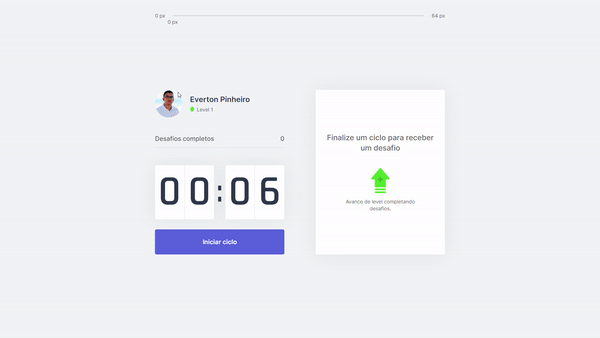 0 px
64 px
0 px
Everton Pinheiro
Level 1
Desafios completos
0
00:06
Iniciar ciclo
Finalize um ciclo para receber
um desafio
Avance de level completando
desafios.